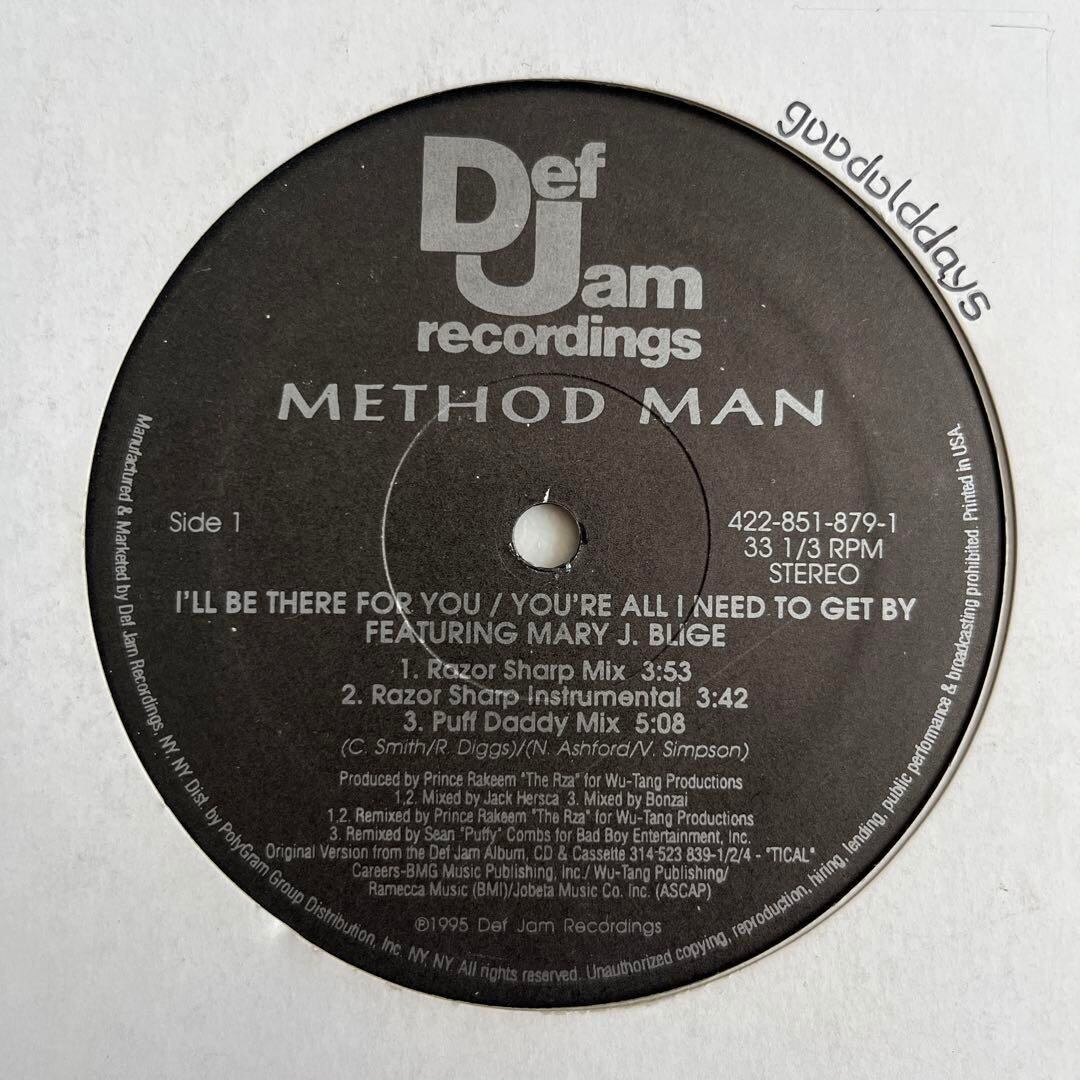 Def
Jam
recordings
METHOD MAN
Side 1
422-851-879-1
33 1/3 RPM
STEREO
I'LL BE THERE FOR YOU / YOU'RE ALL I NEED TO GET BY
FEATURING MARY J. BLIGE
1. Razor Sharp Mix 3:53
2. Razor Sharp Instrumental 3:42
3. Puff Daddy Mix 5:08
(C. Smith/R. Diggs)/(N. Ashford/V. Simpson)
Produced by Prince Rakeem "The Rza" for Wu-Tang Productions
1,2. Mixed by Jack Hersca 3. Mixed by Bonzai
1,2. Remixed by Prince Rakeem "The Rza" for Wu-Tang Productions
3. Remixed by Sean "Puffy" Combs for Bad Boy Entertainment, Inc.
Original Version from the Def Jam Album, CD & Cassette 314-523 839-1/2/4 - "TICAL"
Careers-BMG Music Publishing, Inc./ Wu-Tang Publishing/
Ramecca Music (BMI)/Jobeta Music Co. Inc. (ASCAP)
℗1995 Def Jam Recordings
Manufactured & Marketed by Def Jam Recordings, NY, NY Dist. by PolyGram Group Distribution, Inc. NY, NY All rights reserved. Unauthorized copying, reproduction, hiring, lending, public performance & broadcasting prohibited. Printed in USA.
goodolddays